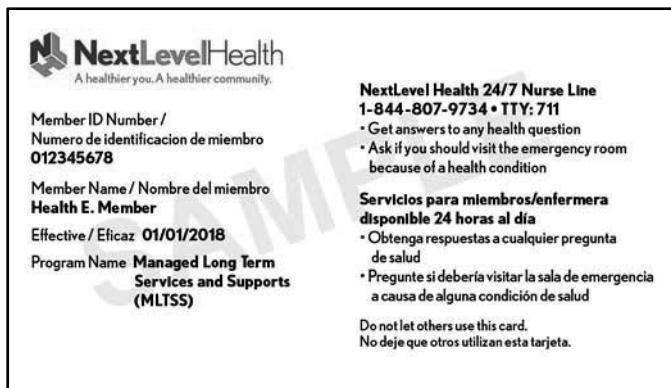 NextLevelHealth
A healthier you. A healthier community.
Member ID Number /
Numero de identificacion de miembro
012345678
Member Name / Nombre del miembro
Health E. Member
Effective / Eficaz 01/01/2018
Program Name Managed Long Term
Services and Supports
(MLTSS)
NextLevel Health 24/7 Nurse Line
1-844-807-9734 • TTY: 711
• Get answers to any health question
• Ask if you should visit the emergency room
because of a health condition
Servicios para miembros/enfermera
disponible 24 horas al día
• Obtenga respuestas a cualquier pregunta
de salud
• Pregunte si debería visitar la sala de emergencia
a causa de alguna condición de salud
Do not let others use this card.
No deje que otros utilizan esta tarjeta.
SAMPLE